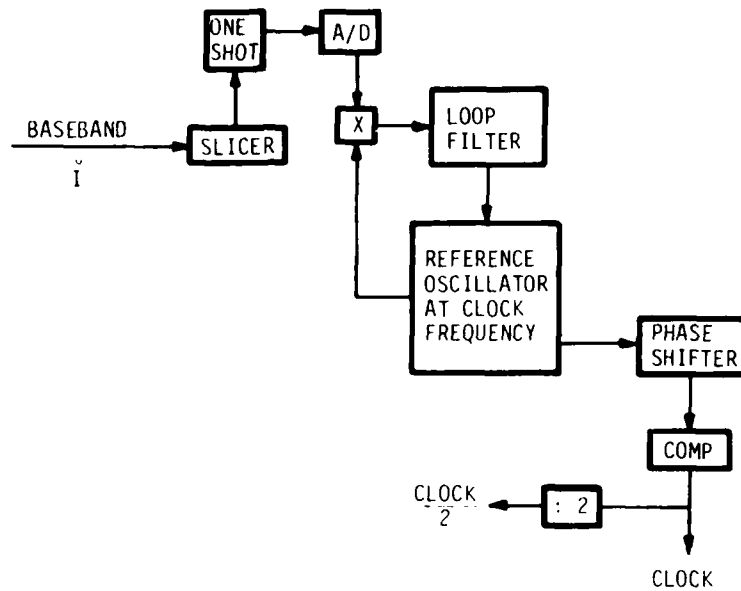 ONE
SHOT
A/D
BASEBAND
Ĭ
SLICER
X
LOOP
FILTER
REFERENCE
OSCILLATOR
AT CLOCK
FREQUENCY
PHASE
SHIFTER
COMP
CLOCK
2
: 2
CLOCK